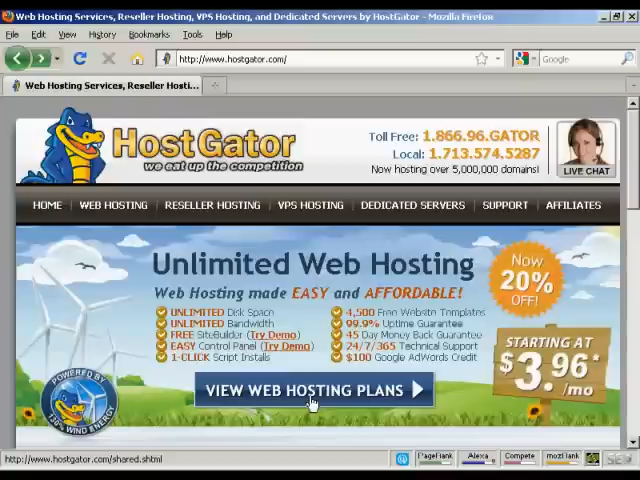 Web Hosting Services, Reseller Hosting, VPS Hosting, and Dedicated Servers by HostGator - Mozilla Firefox
File Edit View History Bookmarks Tools Help
http://www.hostgator.com/
Google
Web Hosting Services, Reseller Hosti...
HostGator
we eat up the competition
Toll Free: 1.866.96.GATOR
Local: 1.713.574.5287
Now hosting over 5,000,000 domains!
LIVE CHAT
HOME WEB HOSTING RESELLER HOSTING VPS HOSTING DEDICATED SERVERS SUPPORT AFFILIATES
Unlimited Web Hosting
Web Hosting made EASY and AFFORDABLE!
UNLIMITED Disk Space
UNLIMITED Bandwidth
FREE SiteBuilder (Try Demo)
EASY Control Panel (Try Demo)
1-CLICK Script Installs
4,500 Free Website Templates
99.9% Uptime Guarantee
45 Day Money Back Guarantee
24/7/365 Technical Support
$100 Google AdWords Credit
Now
20%
OFF!
STARTING AT
$3.96*
/mo
VIEW WEB HOSTING PLANS
POWERED BY
130% WIND ENERGY
http://www.hostgator.com/shared.shtml
PageRank Alexa Compete mozRank